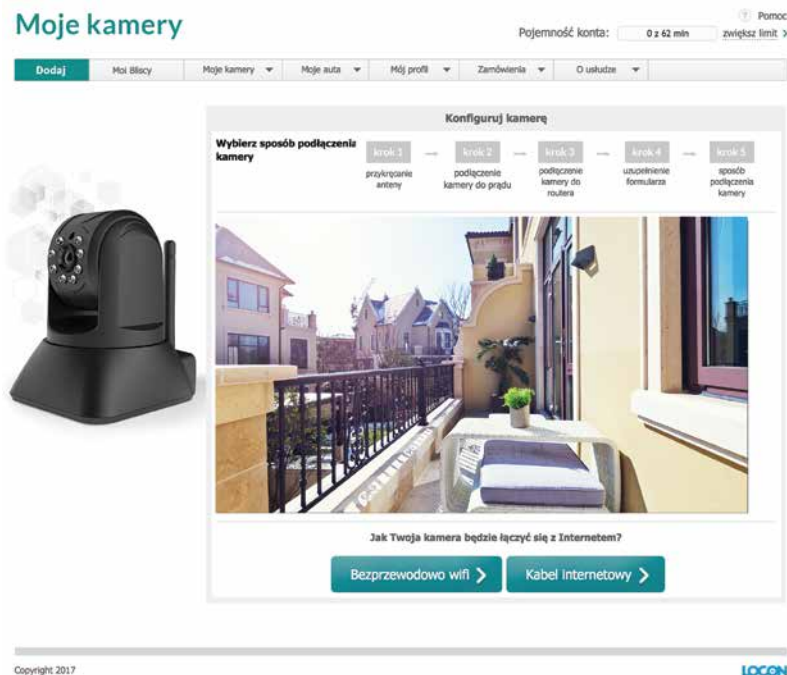 Moje kamery
? Pomoc
Pojemność konta: 0 z 62 min zwiększ limit
Dodaj Moi Bliscy Moje kamery Moje auta Mój profil Zamówienia O usłudze
Konfiguruj kamerę
Wybierz sposób podłączenia
kamery
krok 1 krok 2 krok 3 krok 4 krok 5
przykręcanie
anteny
podłączenie
kamery do prądu
podłączenie
kamery do
routera
uzupełnienie
formularza
sposób
podłączenia
kamery
Jak Twoja kamera będzie łączyć się z Internetem?
Bezprzewodowo wifi Kabel internetowy
Copyright 2017
LOCON